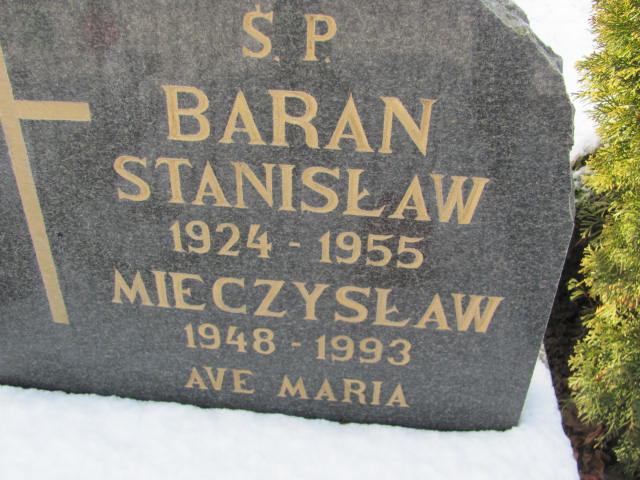 Ś. P.
BARAN
STANISŁAW
1924 - 1955
MIECZYSŁAW
1948 - 1993
AVE MARIA